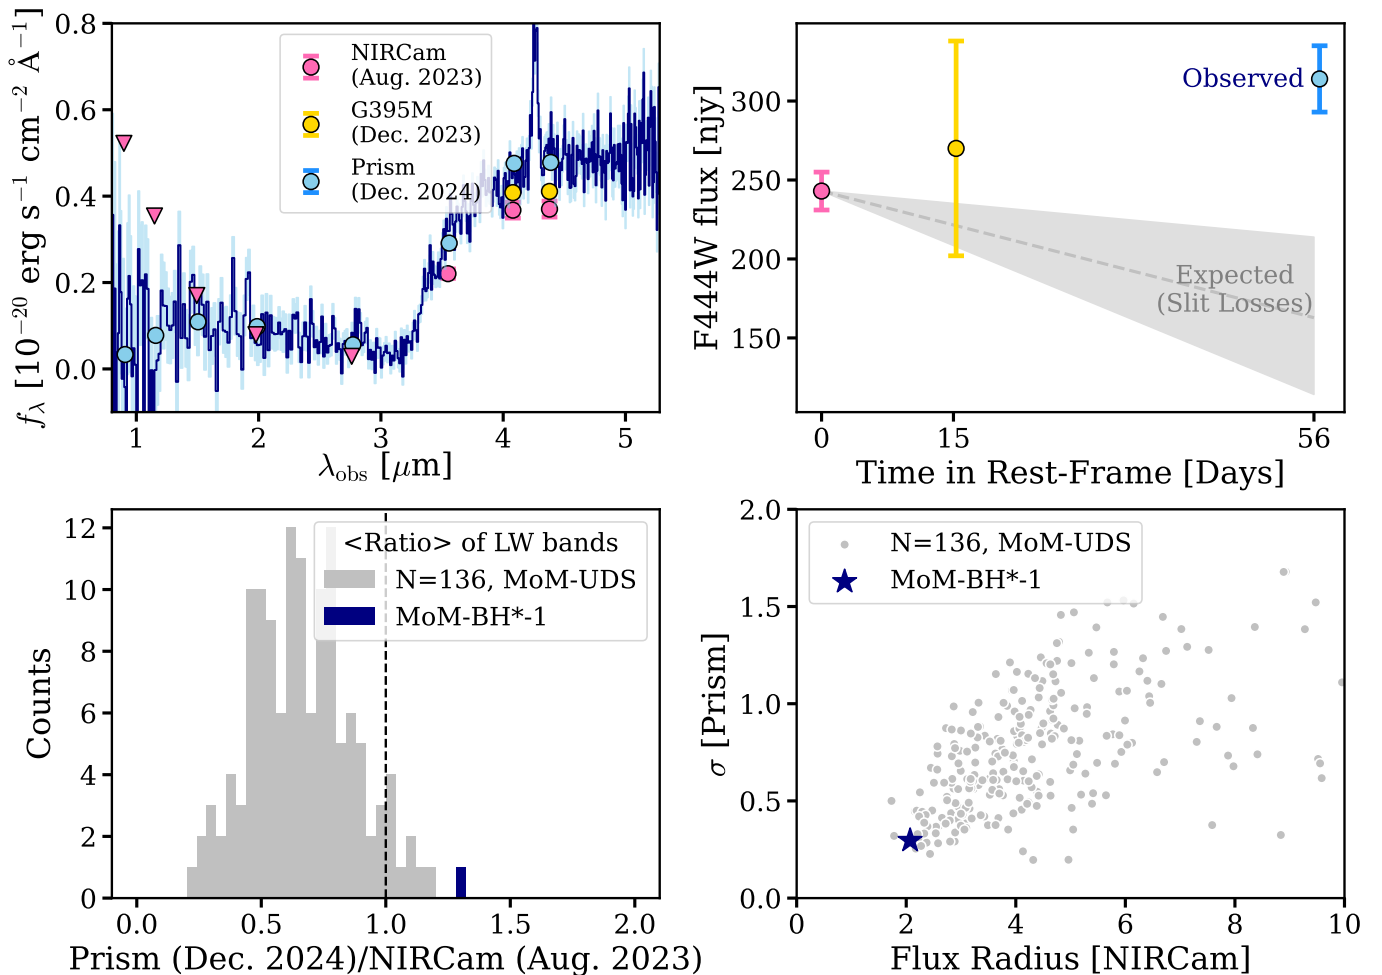 0.8
0.6
0.4
0.2
0.0
f_λ [10⁻²⁰ erg s⁻¹ cm⁻² Å⁻¹]
NIRCam
(Aug. 2023)
G395M
(Dec. 2023)
Prism
(Dec. 2024)
1 2 3 4 5
λ_obs [μm]
300
250
200
150
F444W flux [njy]
Observed
Expected
(Slit Losses)
0 15 56
Time in Rest-Frame [Days]
12
10
8
6
4
2
0
Counts
<Ratio> of LW bands
N=136, MoM-UDS
MoM-BH*-1
0.0 0.5 1.0 1.5 2.0
Prism (Dec. 2024)/NIRCam (Aug. 2023)
2.0
1.5
1.0
0.5
0.0
σ [Prism]
N=136, MoM-UDS
MoM-BH*-1
0 2 4 6 8 10
Flux Radius [NIRCam]